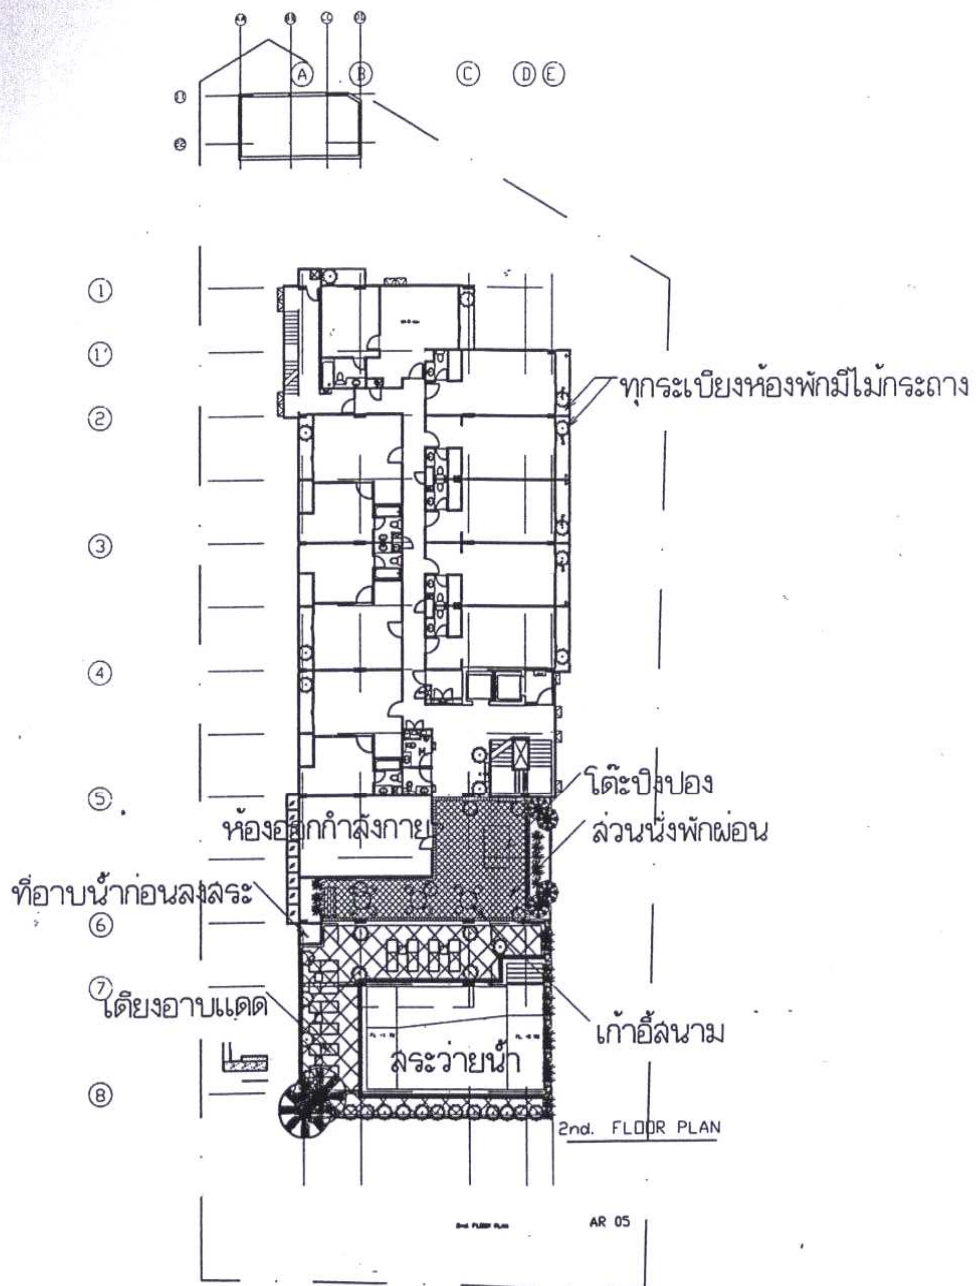 A B C D E
1
1'
ทุกระเบียงห้องพักมีไม้กระถาง
2
3
4
โต๊ะปิงปอง
5
ห้องออกกำลังกาย
ส่วนนั่งพักผ่อน
ที่อาบน้ำก่อนลงสระ
6
7
เตียงอาบแดด
เก้าอี้สนาม
สระว่ายน้ำ
8
2nd. FLOOR PLAN
2nd FLOOR PLAN
AR 05